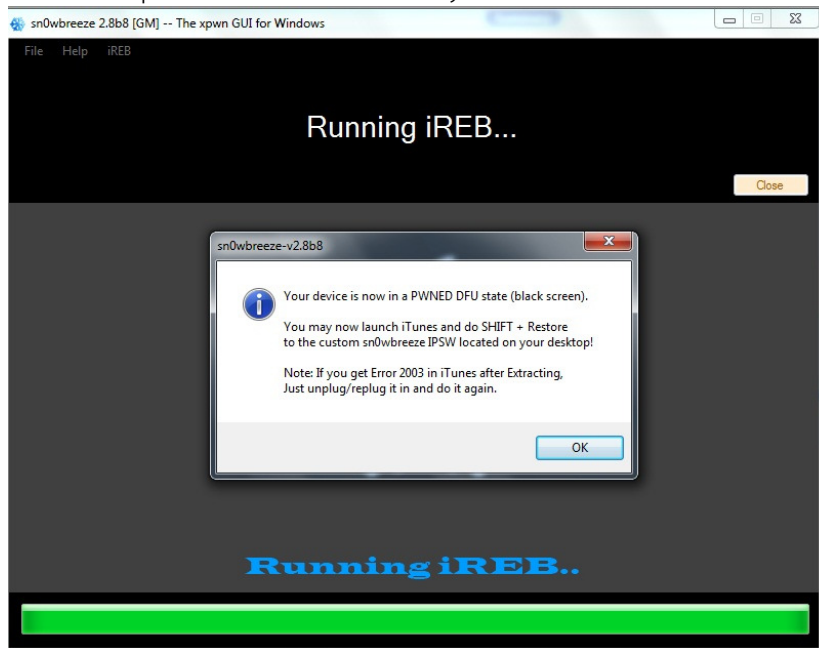 sn0wbreeze 2.8b8 [GM] -- The xpwn GUI for Windows
File Help iREB
Running iREB...
Close
sn0wbreeze-v2.8b8
Your device is now in a PWNED DFU state (black screen).
You may now launch iTunes and do SHIFT + Restore
to the custom sn0wbreeze IPSW located on your desktop!
Note: If you get Error 2003 in iTunes after Extracting,
Just unplug/replug it in and do it again.
OK
Running iREB..